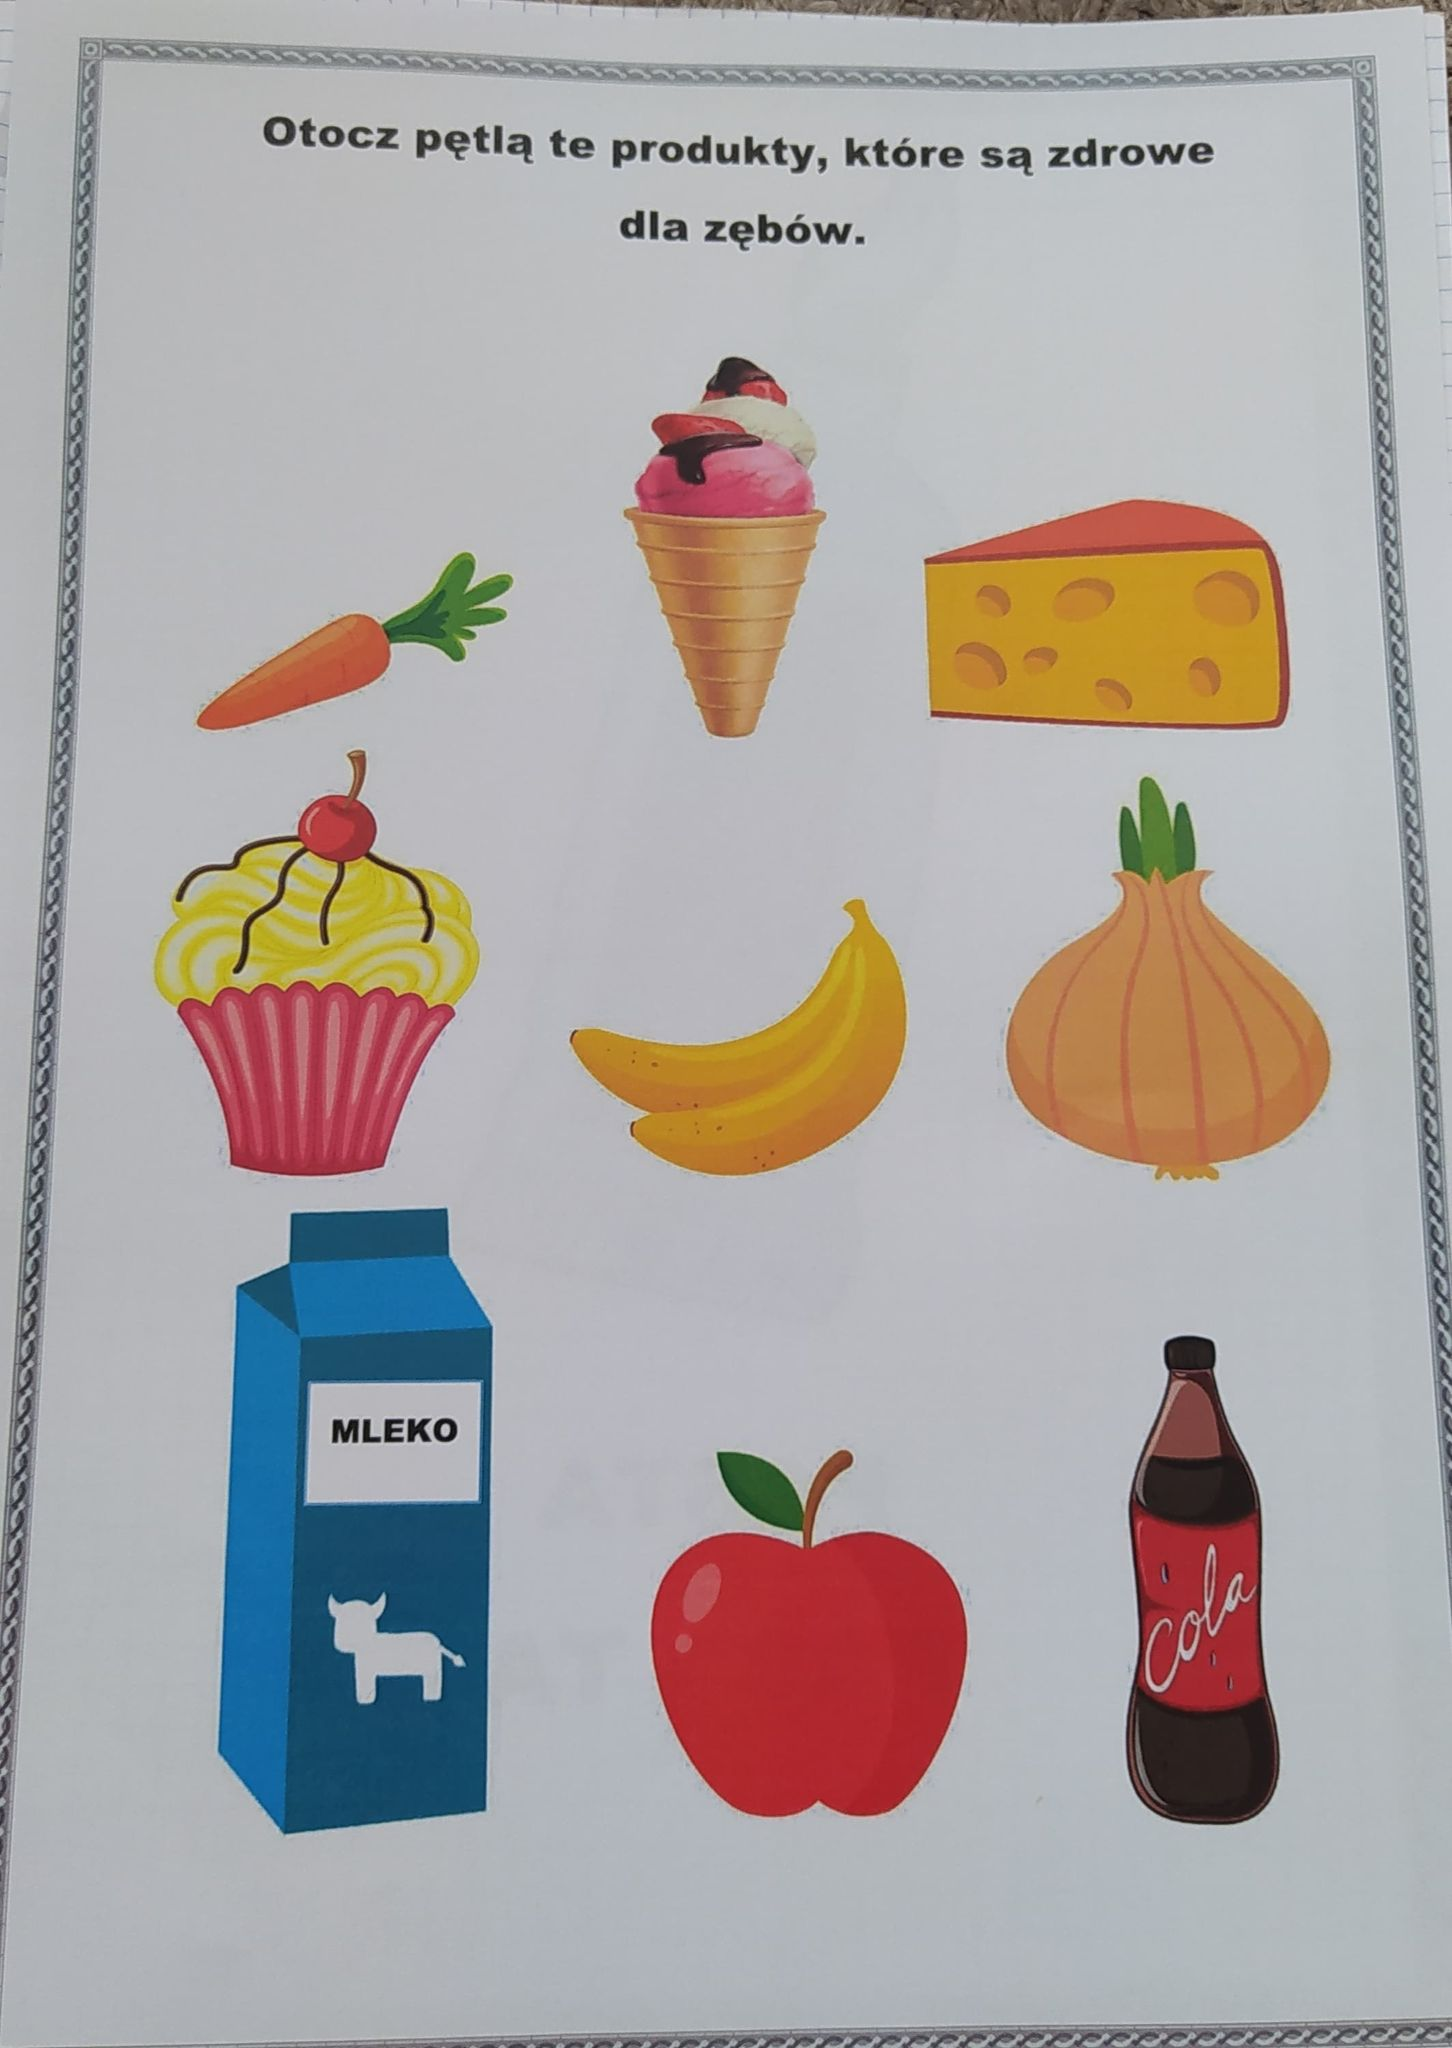 Otocz pętlą te produkty, które są zdrowe
dla zębów.
MLEKO
Cola